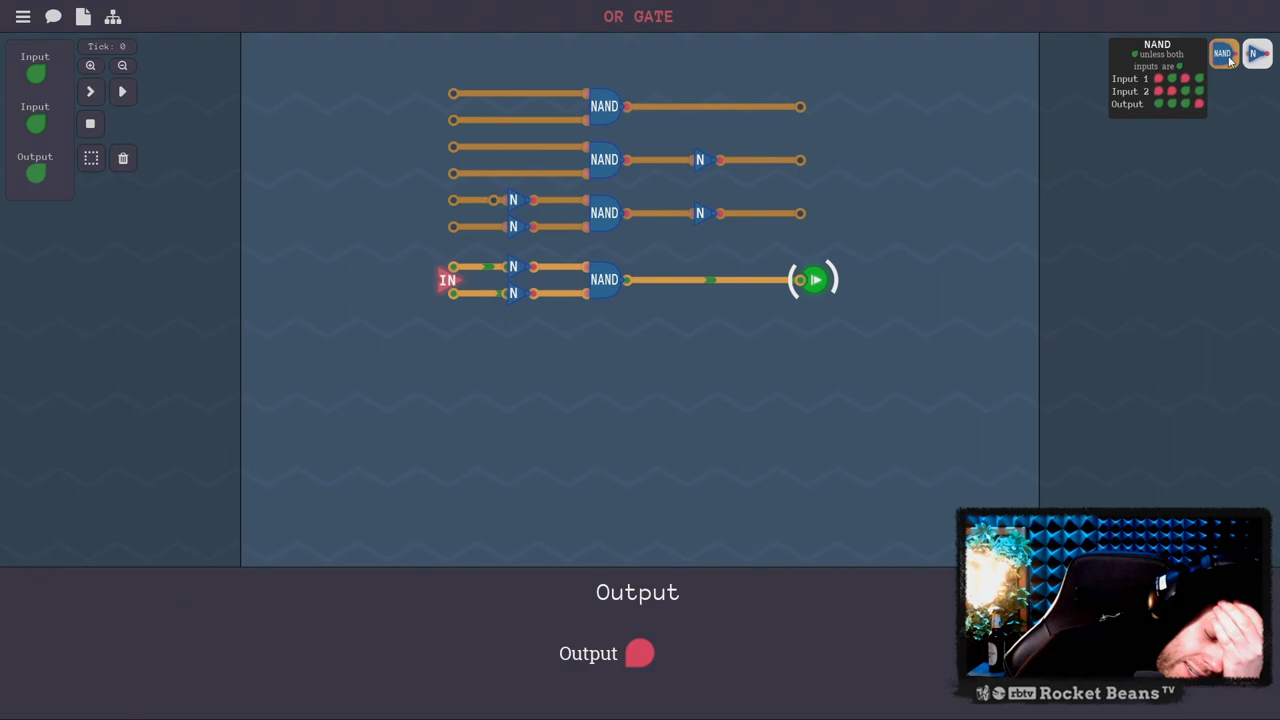 OR GATE
Input
Input
Output
Tick: 0
NAND
unless both
inputs are
Input 1
Input 2
Output
NAND
N
NAND
NAND N
N NAND N
N
IN N NAND
N
Output
Output
rbtv Rocket Beans TV